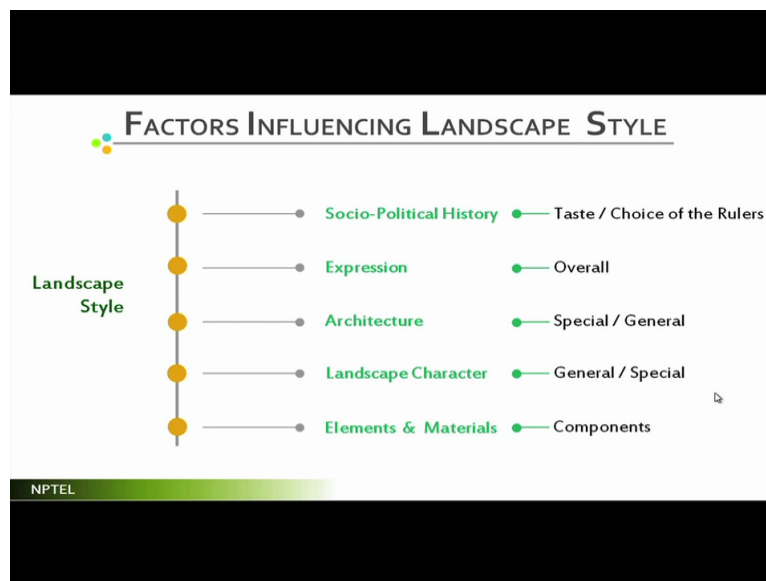 FACTORS INFLUENCING LANDSCAPE STYLE
Landscape
Style
Socio-Political History Taste / Choice of the Rulers
Expression Overall
Architecture Special / General
Landscape Character General / Special
Elements & Materials Components
NPTEL